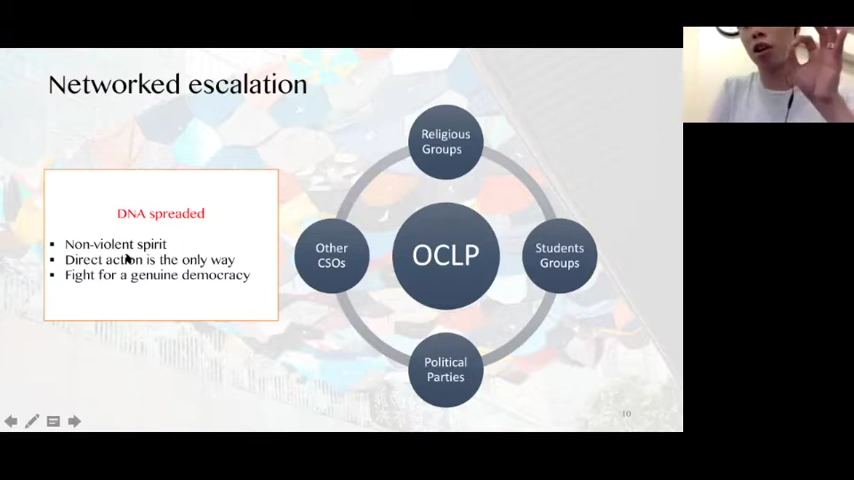 Networked escalation
DNA spreaded
Non-violent spirit
Direct action is the only way
Fight for a genuine democracy
Religious
Groups
Other
CSOs
OCLP
Students
Groups
Political
Parties
10